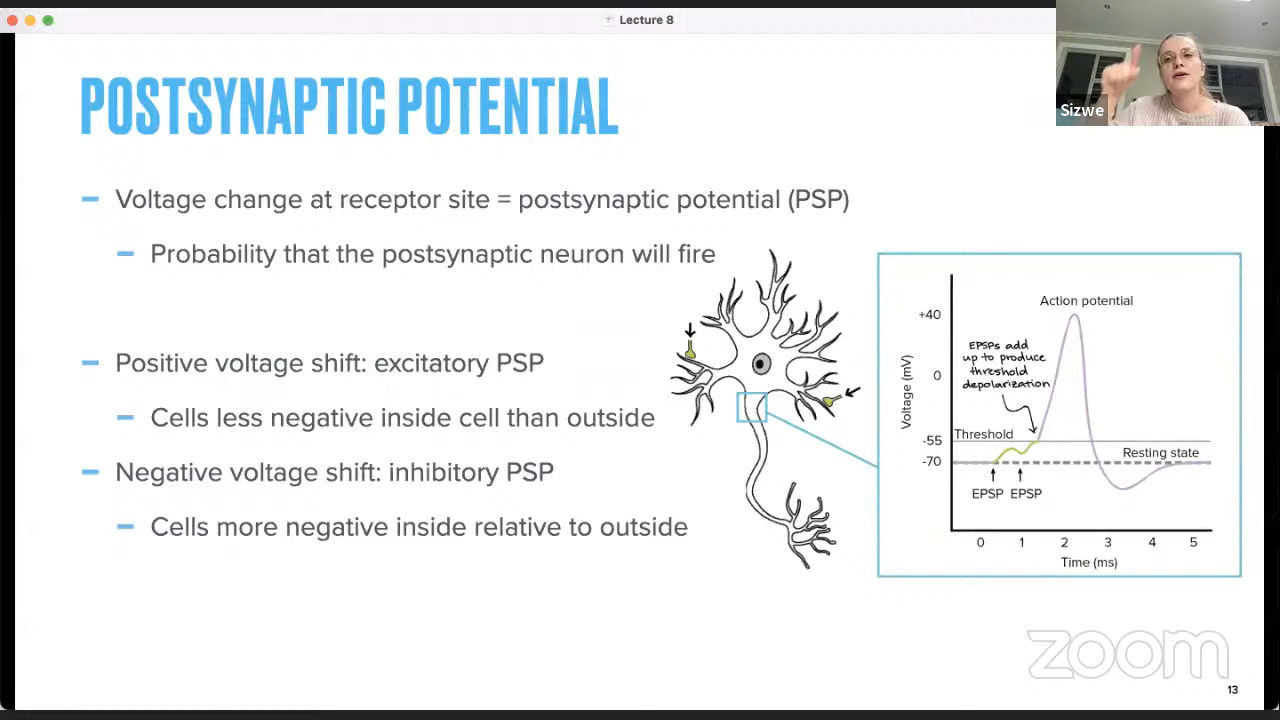 Lecture 8
Sizwe
POSTSYNAPTIC POTENTIAL
– Voltage change at receptor site = postsynaptic potential (PSP)
– Probability that the postsynaptic neuron will fire
– Positive voltage shift: excitatory PSP
– Cells less negative inside cell than outside
– Negative voltage shift: inhibitory PSP
– Cells more negative inside relative to outside
Action potential
+40
EPSPs add
up to produce
threshold
depolarization
0
Voltage (mV)
Threshold
-55
Resting state
-70
EPSP EPSP
0 1 2 3 4 5
Time (ms)
zoom
13